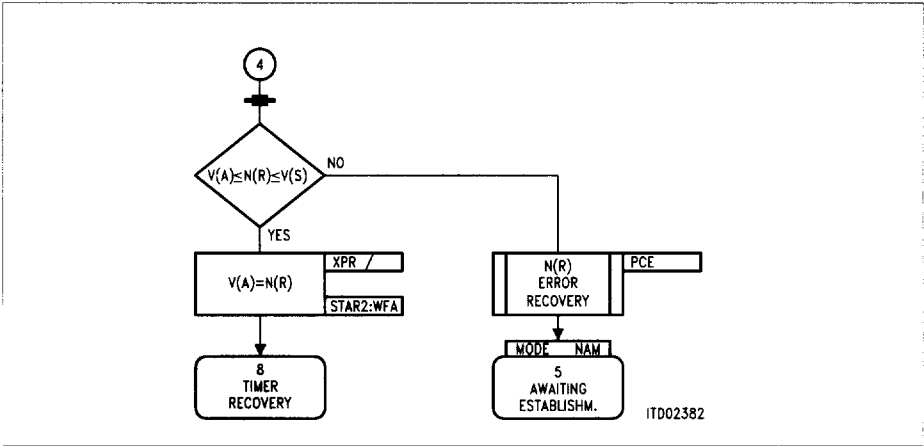 4
V(A)≤N(R)≤V(S)
NO
YES
XPR /
V(A)=N(R)
STAR2:WFA
N(R)
ERROR
RECOVERY
PCE
8
TIMER
RECOVERY
MODE NAM
5
AWAITING
ESTABLISHM.
ITD02382